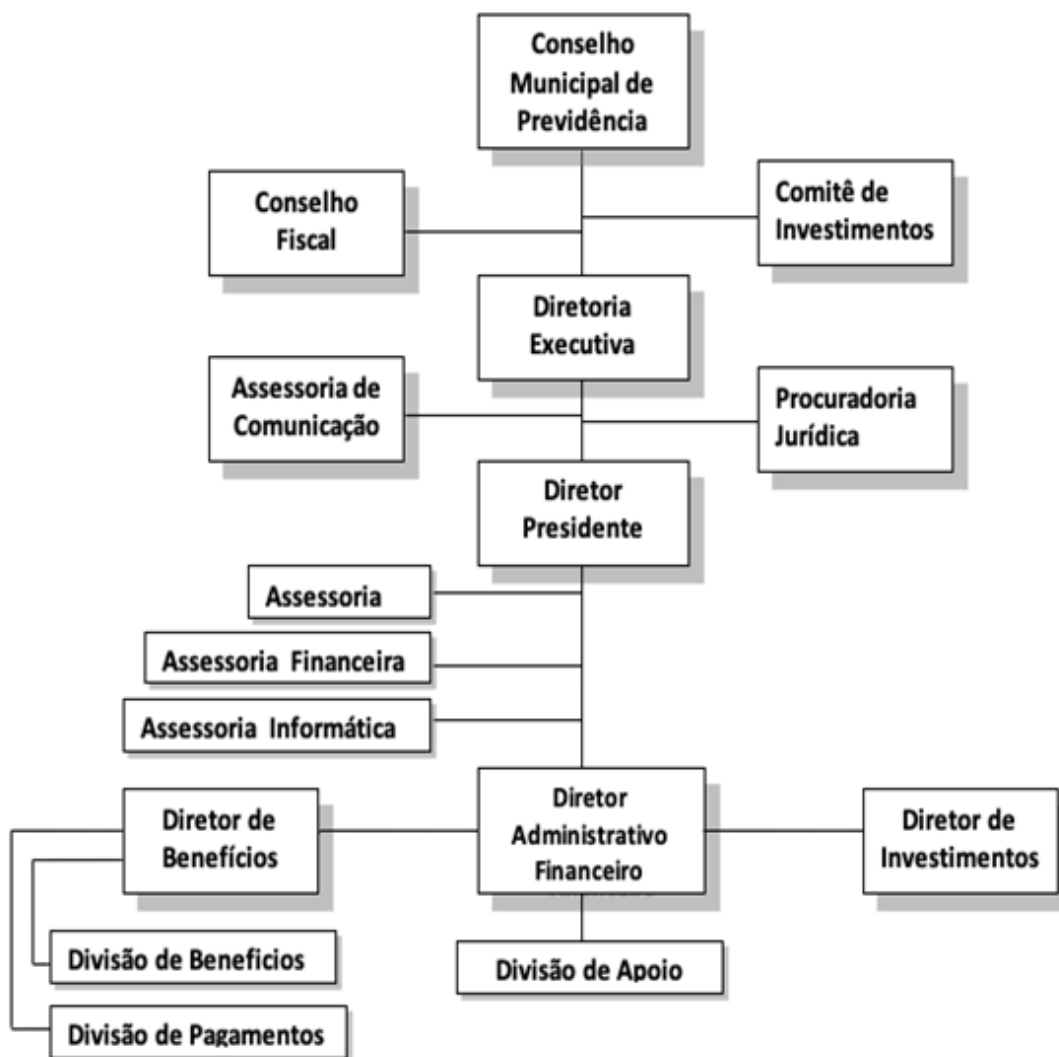 Conselho
Municipal de
Previdência
Conselho
Fiscal
Comitê de
Investimentos
Diretoria
Executiva
Assessoria de
Comunicação
Procuradoria
Jurídica
Diretor
Presidente
Assessoria
Assessoria Financeira
Assessoria Informática
Diretor de
Benefícios
Diretor
Administrativo
Financeiro
Diretor de
Investimentos
Divisão de Beneficios
Divisão de Apoio
Divisão de Pagamentos